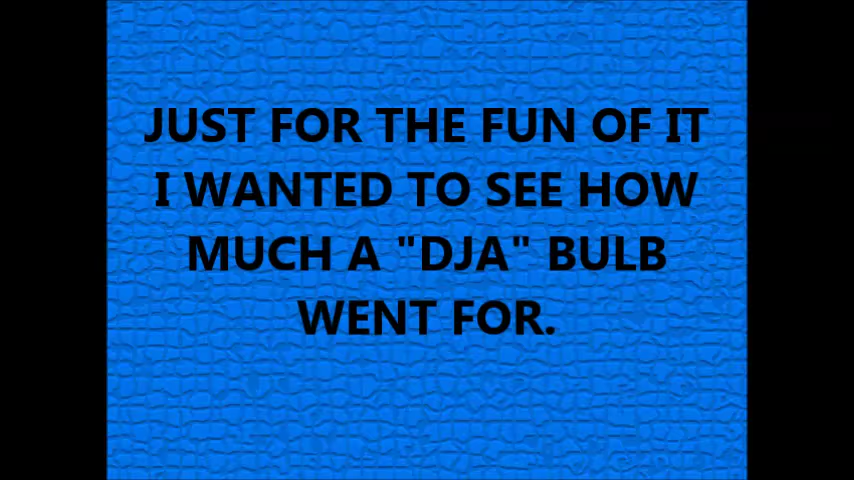 JUST FOR THE FUN OF IT
I WANTED TO SEE HOW
MUCH A "DJA" BULB
WENT FOR.